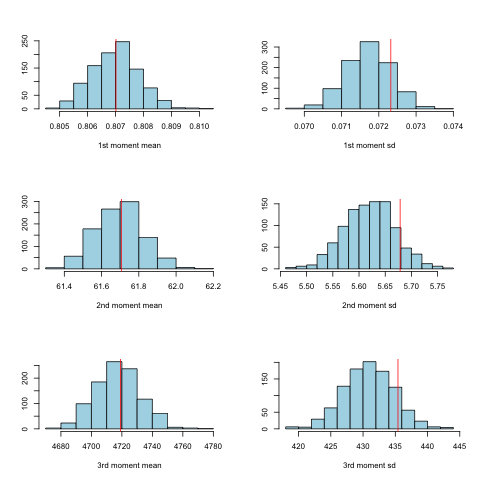 0 50 150 250
0.805 0.806 0.807 0.808 0.809 0.810
1st moment mean
0 100 200 300
0.070 0.071 0.072 0.073 0.074
1st moment sd
0 100 200 300
61.4 61.6 61.8 62.0 62.2
2nd moment mean
0 50 100 150
5.45 5.50 5.55 5.60 5.65 5.70 5.75
2nd moment sd
0 50 100 200
4680 4700 4720 4740 4760 4780
3rd moment mean
0 50 150
420 425 430 435 440 445
3rd moment sd